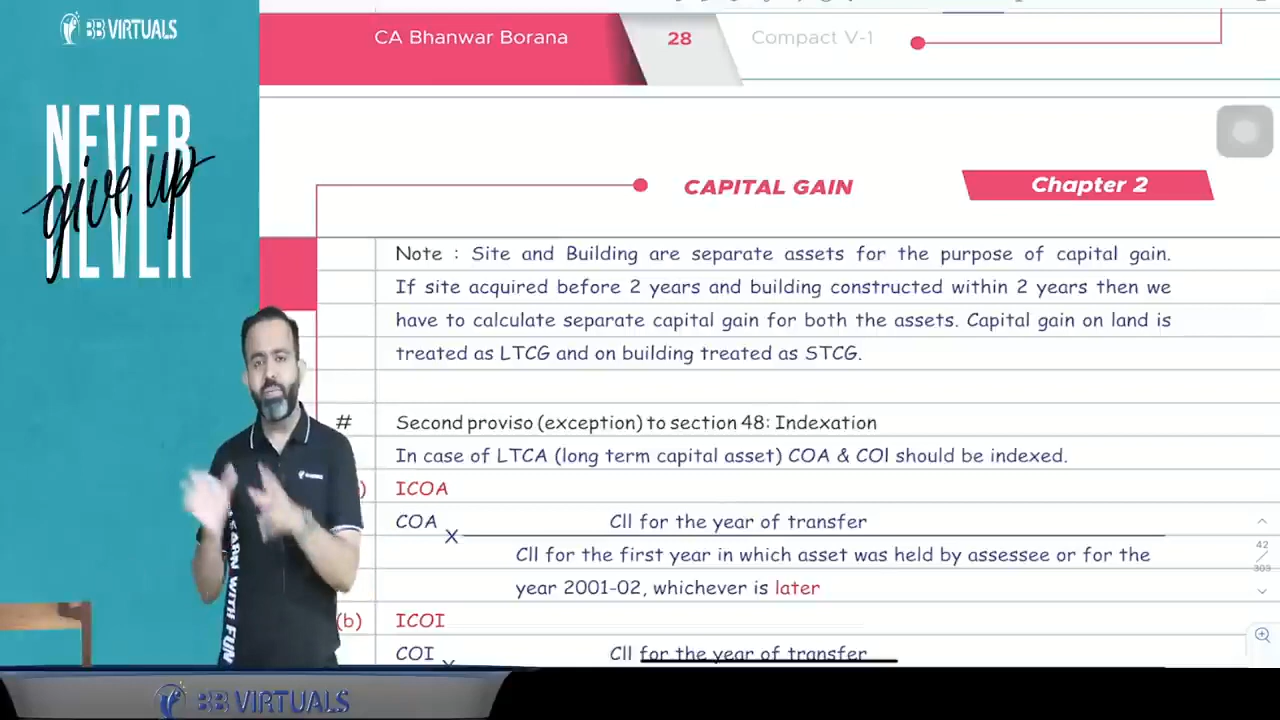 BB VIRTUALS
CA Bhanwar Borana
28
Compact V-1
NEVER
give up
NEVER
CAPITAL GAIN
Chapter 2
Note : Site and Building are separate assets for the purpose of capital gain.
If site acquired before 2 years and building constructed within 2 years then we
have to calculate separate capital gain for both the assets. Capital gain on land is
treated as LTCG and on building treated as STCG.
# Second proviso (exception) to section 48: Indexation
In case of LTCA (long term capital asset) COA & COI should be indexed.
) ICOA
COA X CII for the year of transfer
CII for the first year in which asset was held by assessee or for the
year 2001-02, whichever is later
(b) ICOI
COI X CII for the year of transfer
42
303
EARN WITH FUN
BB VIRTUALS